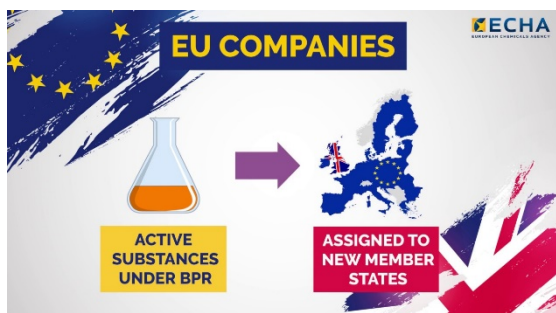 EU COMPANIES
ECHA
EUROPEAN CHEMICALS AGENCY
ACTIVE
SUBSTANCES
UNDER BPR
ASSIGNED TO
NEW MEMBER
STATES